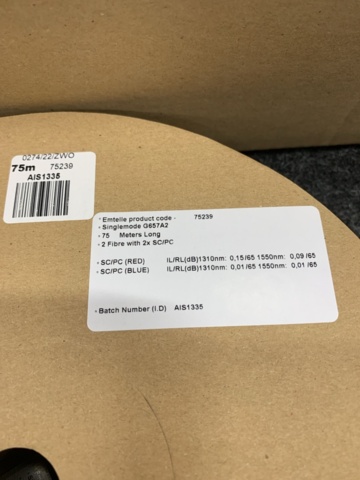 0274/22/ZWO
75m 75239
AIS1335
· Emtelle product code - 75239
- Singlemode G657A2
- 75 Meters Long
- 2 Fibre with 2x SC/PC
- SC/PC (RED) IL/RL(dB)1310nm: 0,15/65 1550nm: 0,09 /65
- SC/PC (BLUE) IL/RL(dB)1310nm: 0,01/65 1550nm: 0,01 /65
- Batch Number (I.D) AIS1335